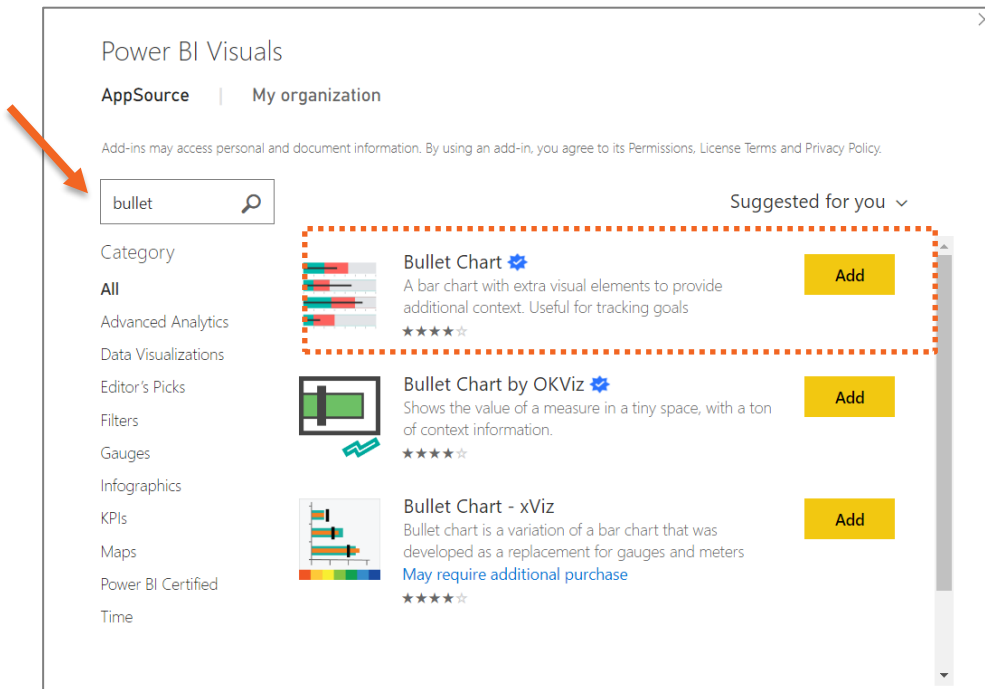 Power BI Visuals
AppSource | My organization
Add-ins may access personal and document information. By using an add-in, you agree to its Permissions, License Terms and Privacy Policy.
bullet
Suggested for you
Category
All
Advanced Analytics
Data Visualizations
Editor's Picks
Filters
Gauges
Infographics
KPIs
Maps
Power BI Certified
Time
Bullet Chart
A bar chart with extra visual elements to provide
additional context. Useful for tracking goals
Add
Bullet Chart by OKViz
Shows the value of a measure in a tiny space, with a ton
of context information.
Add
Bullet Chart - xViz
Bullet chart is a variation of a bar chart that was
developed as a replacement for gauges and meters
May require additional purchase
Add